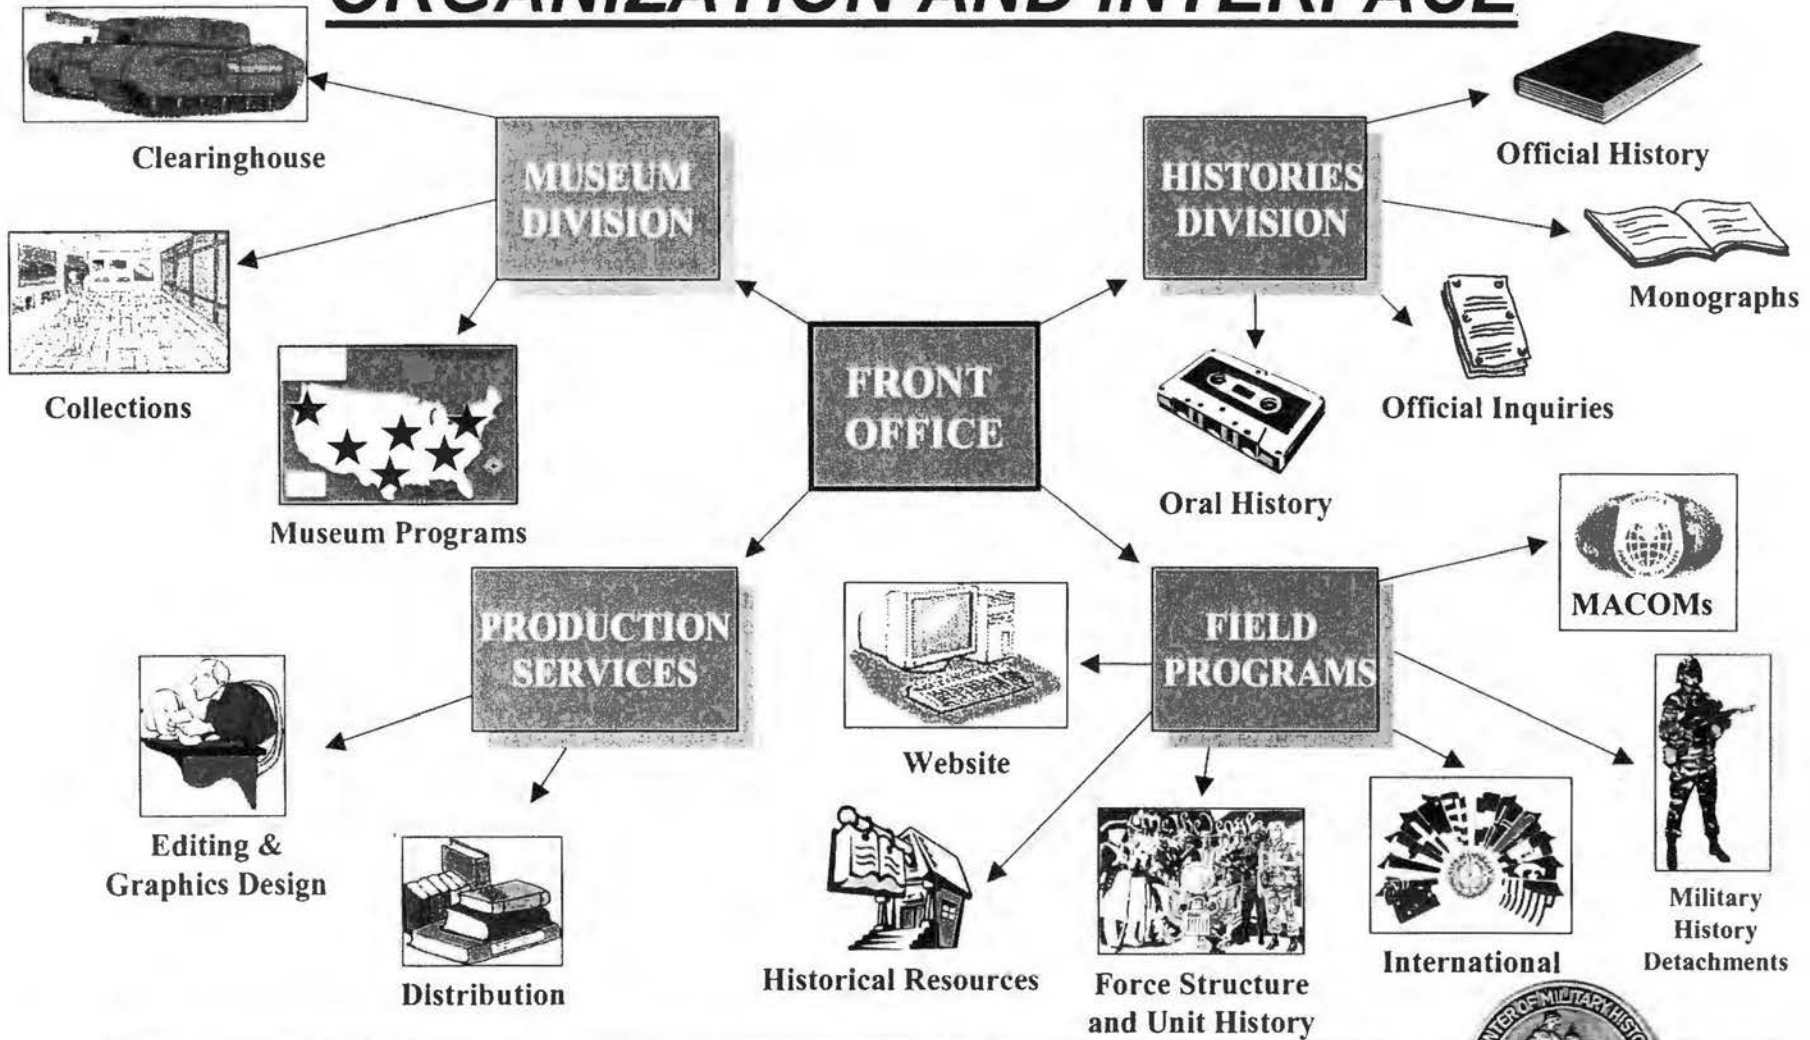 ORGANIZATION AND INTERFACE
Clearinghouse
MUSEUM
DIVISION
HISTORIES
DIVISION
Official History
Collections
Monographs
FRONT
OFFICE
Official Inquiries
Oral History
Museum Programs
MACOMs
PRODUCTION
SERVICES
FIELD
PROGRAMS
Website
Editing &
Graphics Design
Distribution
Historical Resources
Force Structure
and Unit History
International
Military
History
Detachments
OF MILITARY